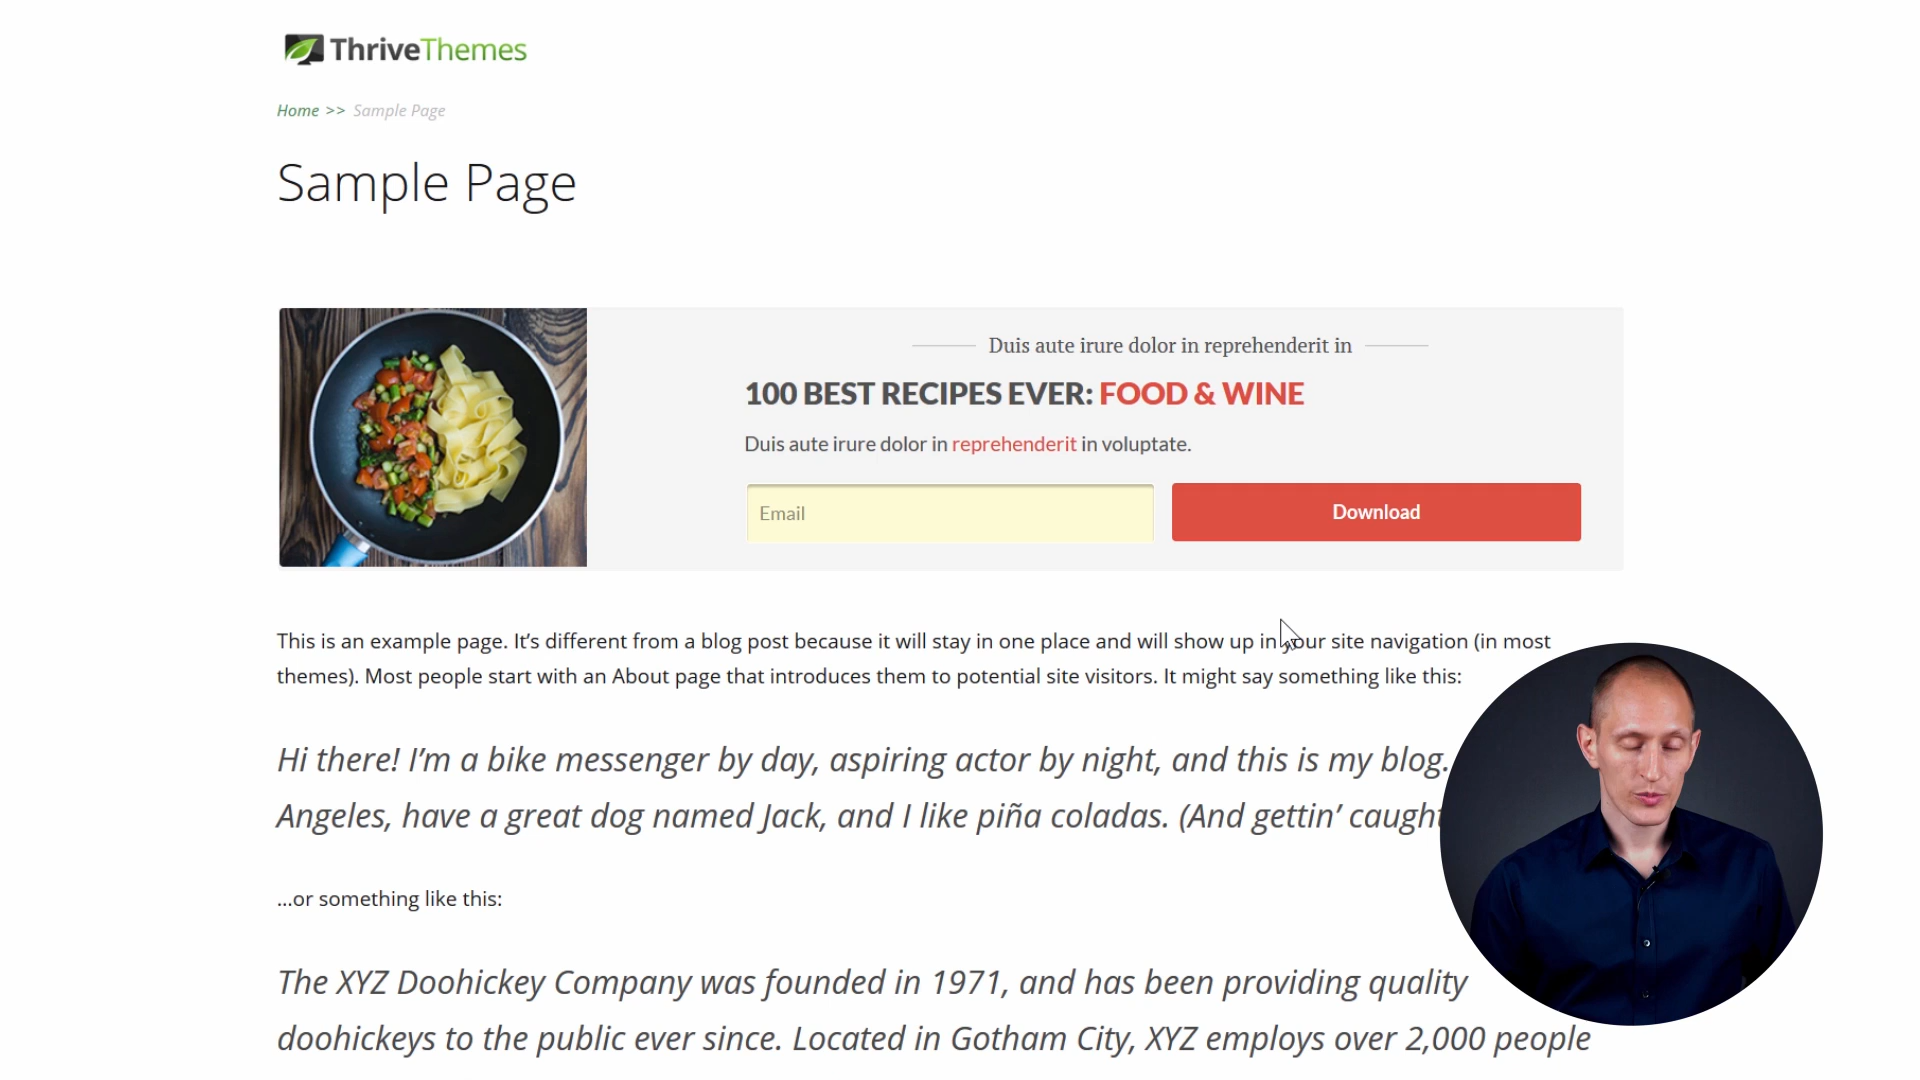 ThriveThemes
Home >> Sample Page
Sample Page
Duis aute irure dolor in reprehenderit in
100 BEST RECIPES EVER: FOOD & WINE
Duis aute irure dolor in reprehenderit in voluptate.
Email
Download
This is an example page. It’s different from a blog post because it will stay in one place and will show up in your site navigation (in most
themes). Most people start with an About page that introduces them to potential site visitors. It might say something like this:
Hi there! I’m a bike messenger by day, aspiring actor by night, and this is my blog.
Angeles, have a great dog named Jack, and I like piña coladas. (And gettin’ caught
…or something like this:
The XYZ Doohickey Company was founded in 1971, and has been providing quality
doohickeys to the public ever since. Located in Gotham City, XYZ employs over 2,000 people